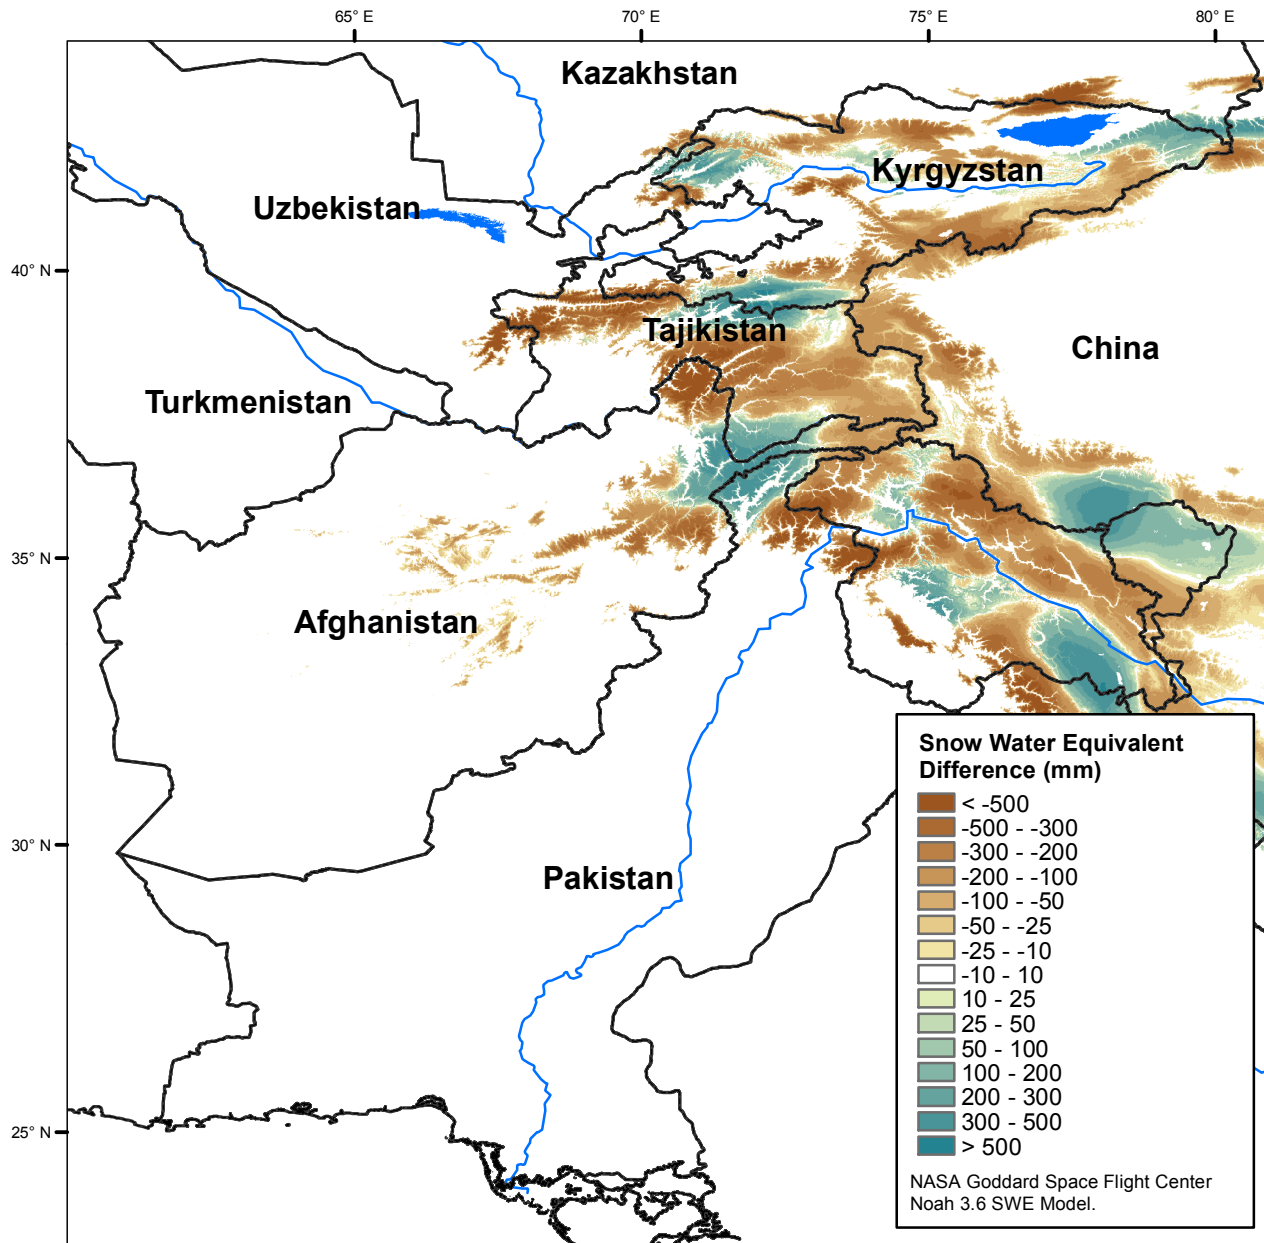 65° E
70° E
75° E
80° E
Kazakhstan
Kyrgyzstan
Uzbekistan
40° N
Tajikistan
China
Turkmenistan
35° N
Afghanistan
Snow Water Equivalent
Difference (mm)
< -500
-500 - -300
-300 - -200
-200 - -100
-100 - -50
-50 - -25
-25 - -10
-10 - 10
10 - 25
25 - 50
50 - 100
100 - 200
200 - 300
300 - 500
> 500
30° N
Pakistan
25° N
NASA Goddard Space Flight Center
Noah 3.6 SWE Model.